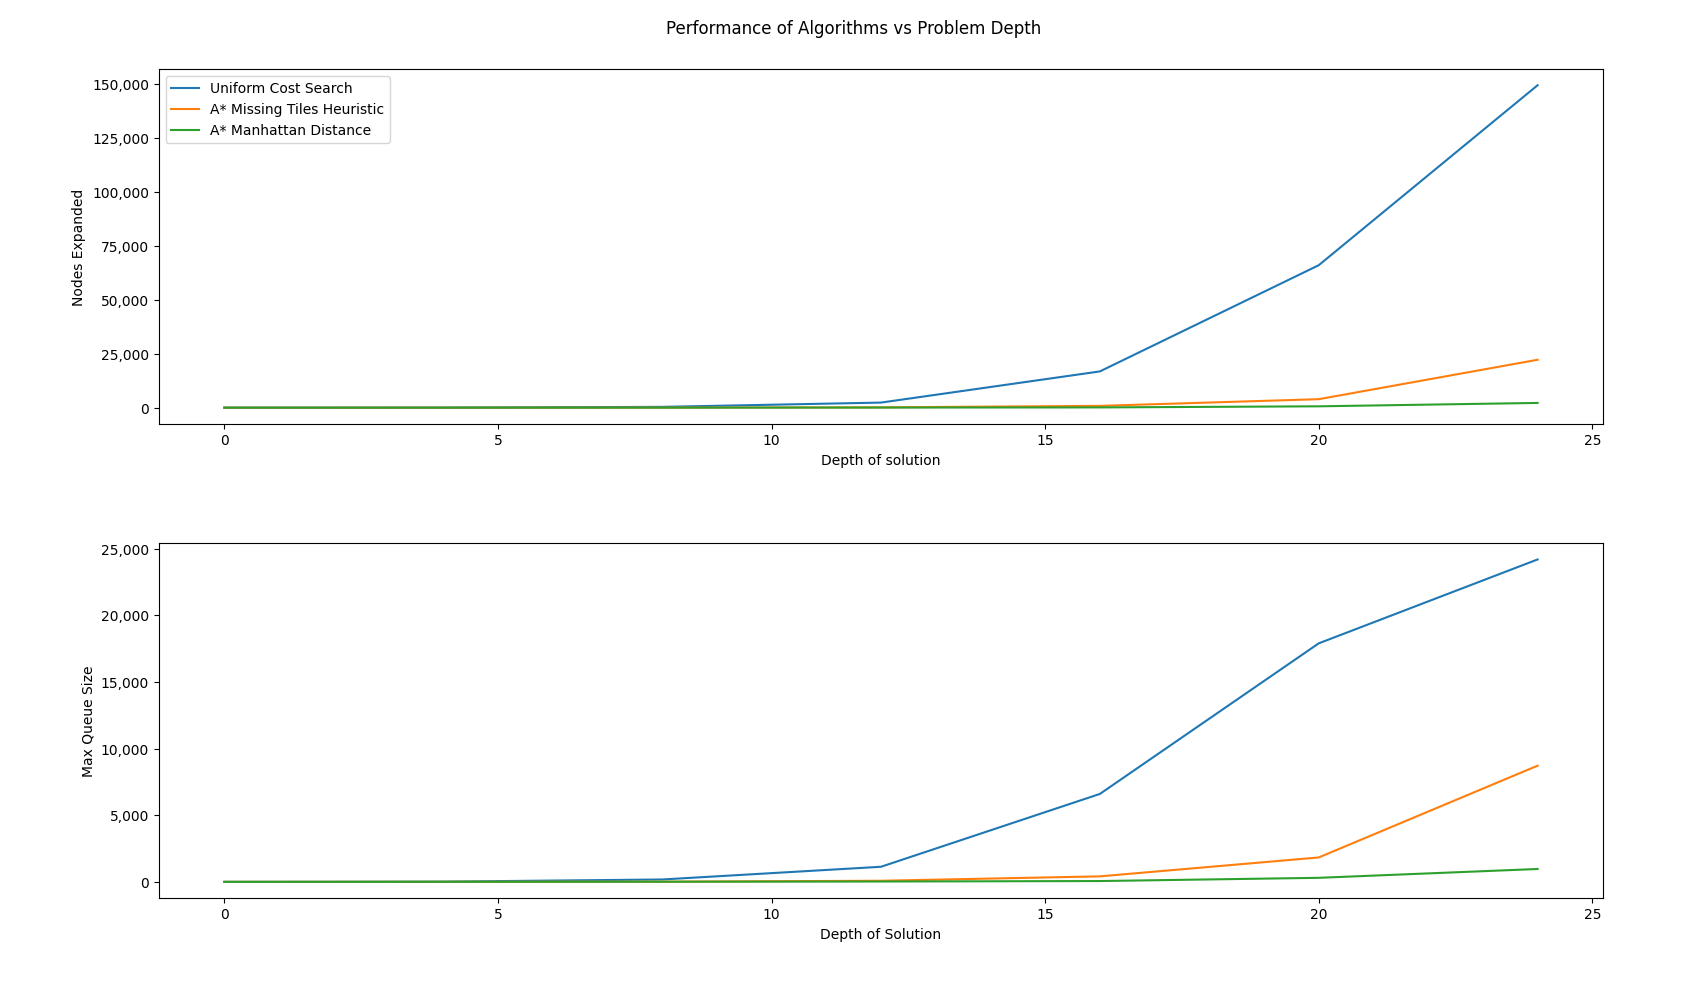 Performance of Algorithms vs Problem Depth
Uniform Cost Search
A* Missing Tiles Heuristic
A* Manhattan Distance
Nodes Expanded
150,000
125,000
100,000
75,000
50,000
25,000
0
0 5 10 15 20 25
Depth of solution
Max Queue Size
25,000
20,000
15,000
10,000
5,000
0
0 5 10 15 20 25
Depth of Solution